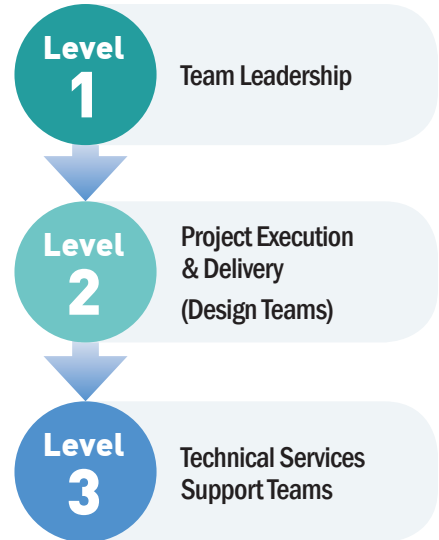 Level
1
Team Leadership
Level
2
Project Execution
& Delivery
(Design Teams)
Level
3
Technical Services
Support Teams